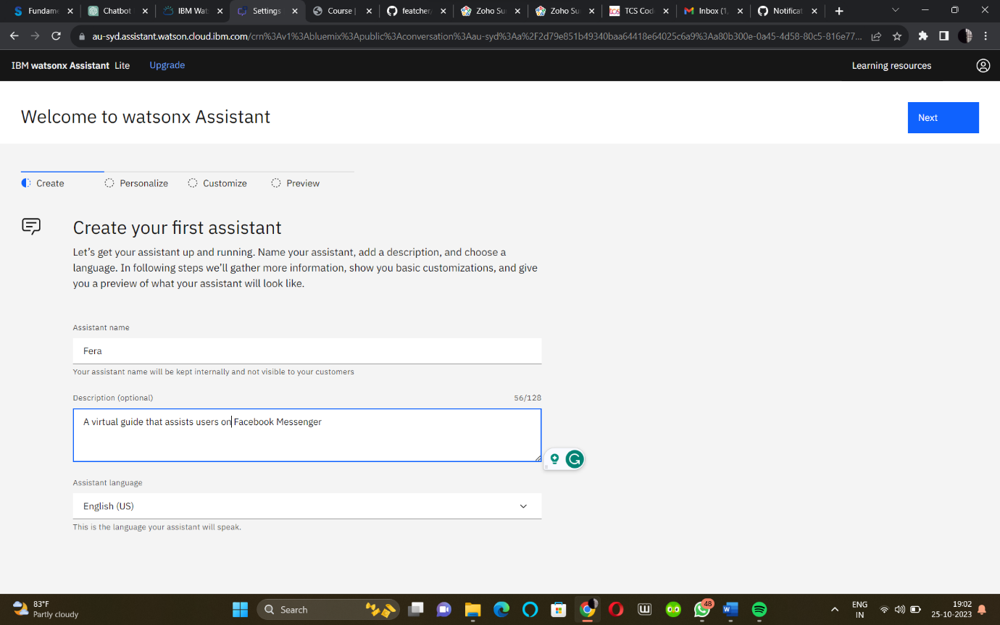 Fundame
Chatbot
IBM Wat
Settings
Course |
featcher
Zoho Su
Zoho Su
TCS Cod
Inbox (1,
Notificat
au-syd.assistant.watson.cloud.ibm.com/crn%3Av1%3Abluemix%3Apublic%3Aconversation%3Aau-syd%3Aa%2F2d79e851b49340baa64418e64025c6a9%3Aa80b300e-0a45-4d58-80c5-816e77...
IBM watsonx Assistant Lite
Upgrade
Learning resources
Welcome to watsonx Assistant
Next
Create
Personalize
Customize
Preview
Create your first assistant
Let's get your assistant up and running. Name your assistant, add a description, and choose a
language. In following steps we'll gather more information, show you basic customizations, and give
you a preview of what your assistant will look like.
Assistant name
Fera
Your assistant name will be kept internally and not visible to your customers
Description (optional)
56/128
A virtual guide that assists users on Facebook Messenger
Assistant language
English (US)
This is the language your assistant will speak.
83°F
Partly cloudy
Search
48
ENG
IN
19:02
25-10-2023